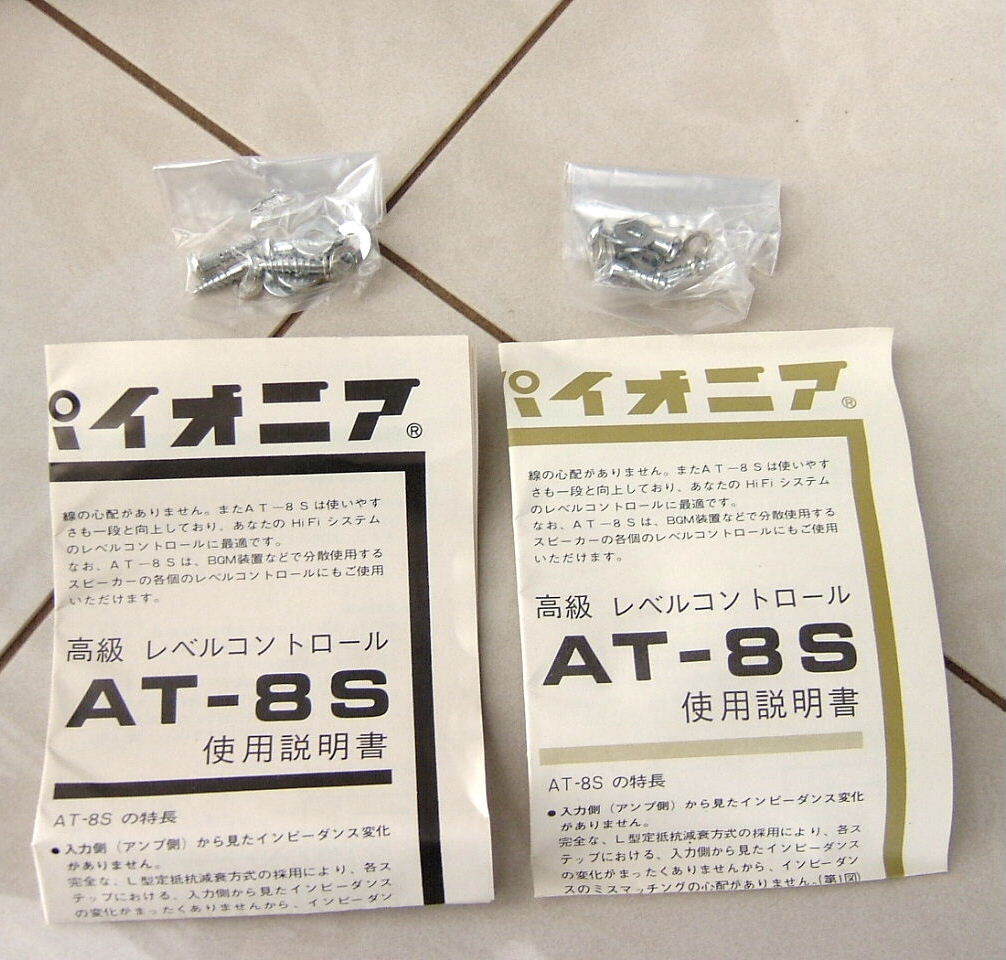 パイオニア®
線の心配がありません。またAT－8Sは使いやす
さも一段と向上しており、あなたの HiFi システム
のレベルコントロールに最適です。
なお、AT－8Sは、BGM装置などで分散使用する
スピーカーの各個のレベルコントロールにもご使用
いただけます。
高級 レベルコントロール
AT-8S
使用説明書
AT-8S の特長
●入力側（アンプ側）から見たインピーダンス変化
がありません。
完全な、L型定抵抗減衰方式の採用により、各ス
テップにおける、入力側から見たインピーダンス
の変化がまったくありませんから、インピーダン
パイオニア®
線の心配がありません。またAT－8Sは使いやす
さも一段と向上しており、あなたの HiFi システム
のレベルコントロールに最適です。
なお、AT－8Sは、BGM装置などで分散使用する
スピーカーの各個のレベルコントロールにもご使用
いただけます。
高級 レベルコントロール
AT-8S
使用説明書
AT-8S の特長
●入力側（アンプ側）から見たインピーダンス変化
がありません。
完全な、L型定抵抗減衰方式の採用により、各ス
テップにおける、入力側から見たインピーダンス
の変化がまったくありませんから、インピーダン
スのミスマッチングの心配がありません。(第1図)